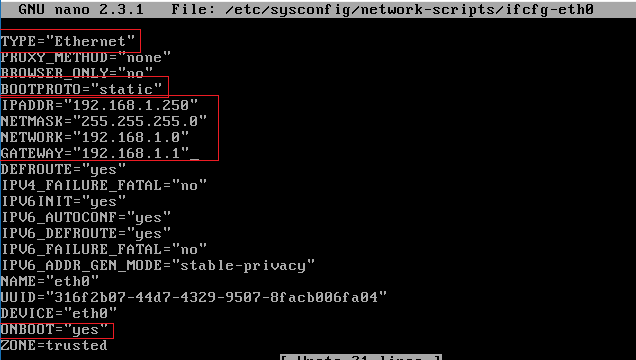 GNU nano 2.3.1 File: /etc/sysconfig/network-scripts/ifcfg-eth0
TYPE="Ethernet"
PROXY_METHOD="none"
BROWSER_ONLY="no"
BOOTPROTO="static"
IPADDR="192.168.1.250"
NETMASK="255.255.255.0"
NETWORK="192.168.1.0"
GATEWAY="192.168.1.1"_
DEFROUTE="yes"
IPV4_FAILURE_FATAL="no"
IPV6INIT="yes"
IPV6_AUTOCONF="yes"
IPV6_DEFROUTE="yes"
IPV6_FAILURE_FATAL="no"
IPV6_ADDR_GEN_MODE="stable-privacy"
NAME="eth0"
UUID="316f2b07-44d7-4329-9507-8facb006fa04"
DEVICE="eth0"
ONBOOT="yes"
ZONE=trusted